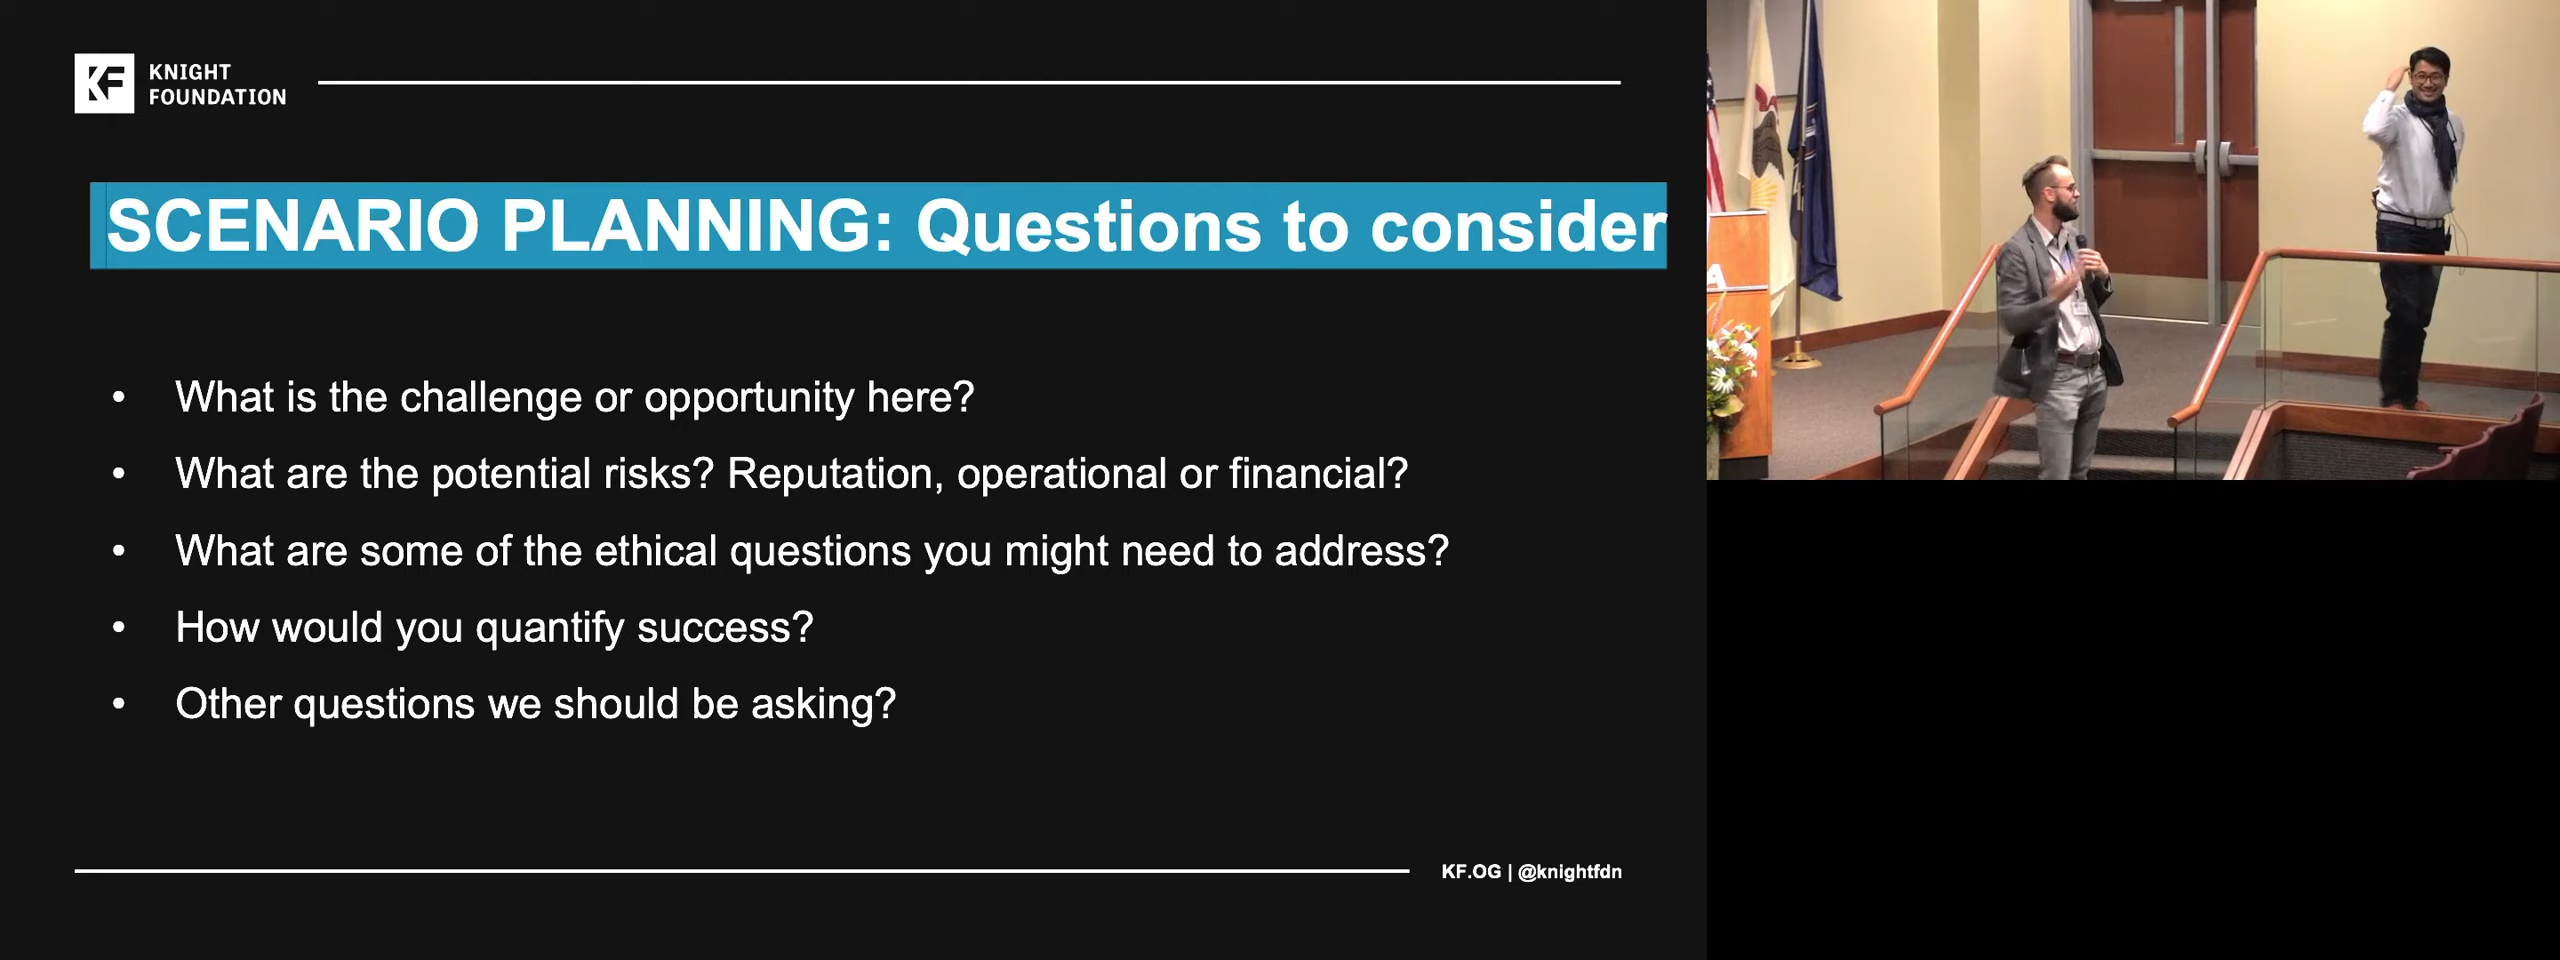 KNIGHT
FOUNDATION
SCENARIO PLANNING: Questions to consider
• What is the challenge or opportunity here?
• What are the potential risks? Reputation, operational or financial?
• What are some of the ethical questions you might need to address?
• How would you quantify success?
• Other questions we should be asking?
KF.OG | @knightfdn